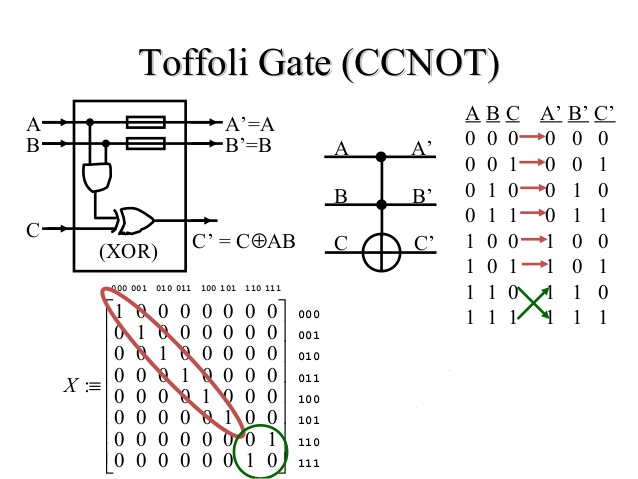 Toffoli Gate (CCNOT)
A A’=A
B B’=B
C C’ = C⊕AB
(XOR)
A A’
B B’
C C’
A B C A’ B’ C’
0 0 0 0 0 0
0 0 1 0 0 1
0 1 0 0 1 0
0 1 1 0 1 1
1 0 0 1 0 0
1 0 1 1 0 1
1 1 0 1 1 0
1 1 1 1 1 1
000 001 010 011 100 101 110 111
X :≡
1 0 0 0 0 0 0 0 000
0 1 0 0 0 0 0 0 001
0 0 1 0 0 0 0 0 010
0 0 0 1 0 0 0 0 011
0 0 0 0 1 0 0 0 100
0 0 0 0 0 1 0 0 101
0 0 0 0 0 0 0 1 110
0 0 0 0 0 0 1 0 111